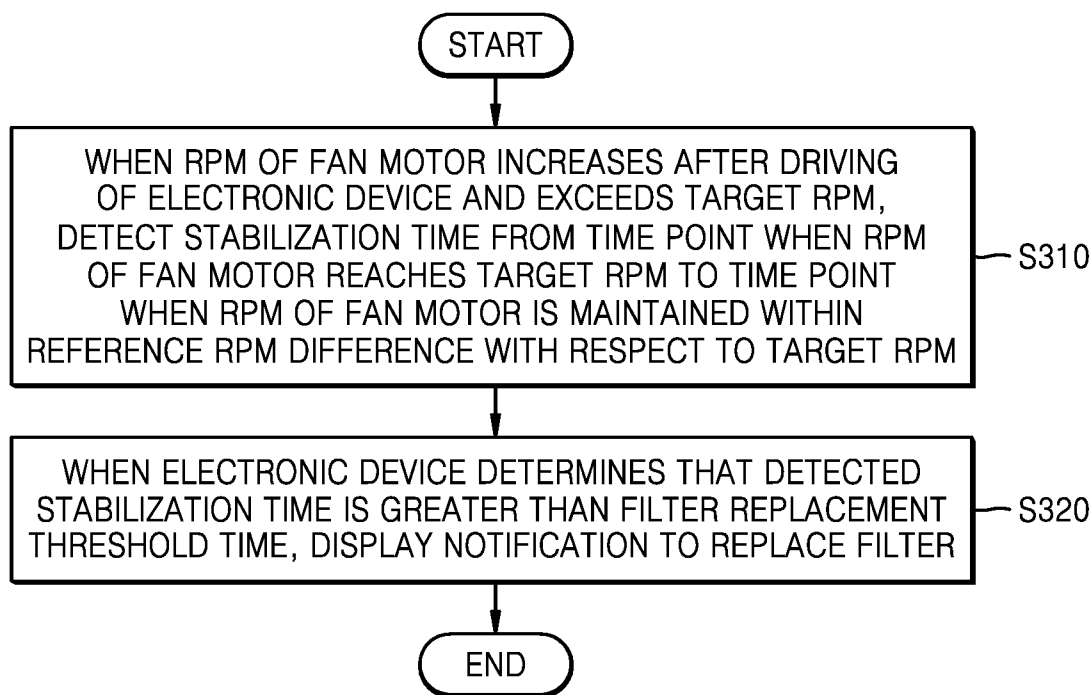 START
WHEN RPM OF FAN MOTOR INCREASES AFTER DRIVING
OF ELECTRONIC DEVICE AND EXCEEDS TARGET RPM,
DETECT STABILIZATION TIME FROM TIME POINT WHEN RPM
OF FAN MOTOR REACHES TARGET RPM TO TIME POINT
WHEN RPM OF FAN MOTOR IS MAINTAINED WITHIN
REFERENCE RPM DIFFERENCE WITH RESPECT TO TARGET RPM
S310
WHEN ELECTRONIC DEVICE DETERMINES THAT DETECTED
STABILIZATION TIME IS GREATER THAN FILTER REPLACEMENT
THRESHOLD TIME, DISPLAY NOTIFICATION TO REPLACE FILTER
S320
END